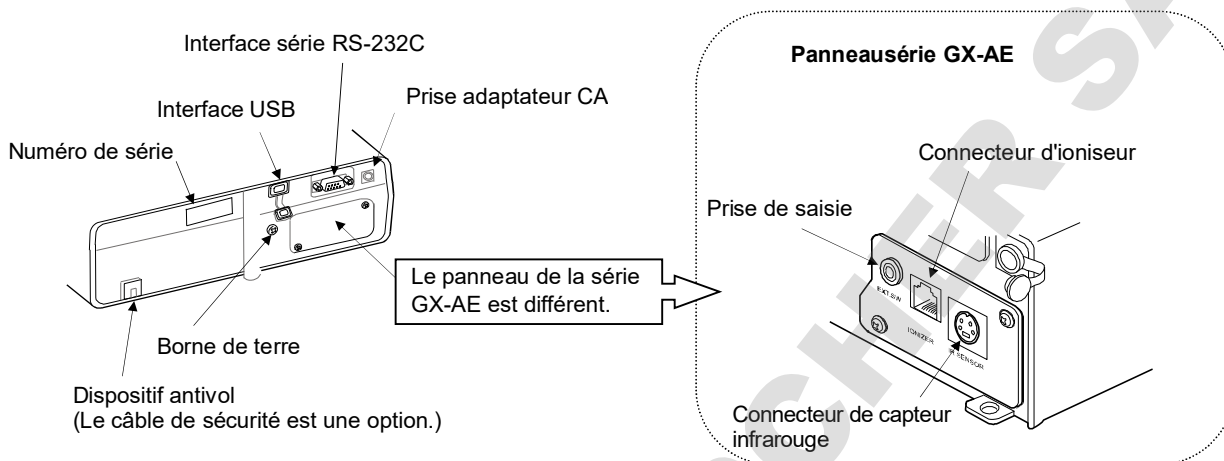 Interface série RS-232C
Interface USB
Prise adaptateur CA
Numéro de série
Le panneau de la série
GX-AE est différent.
Borne de terre
Dispositif antivol
(Le câble de sécurité est une option.)
Panneausérie GX-AE
Connecteur d'ioniseur
Prise de saisie
EXT.SW
IONIZER
IR SENSOR
Connecteur de capteur
infrarouge